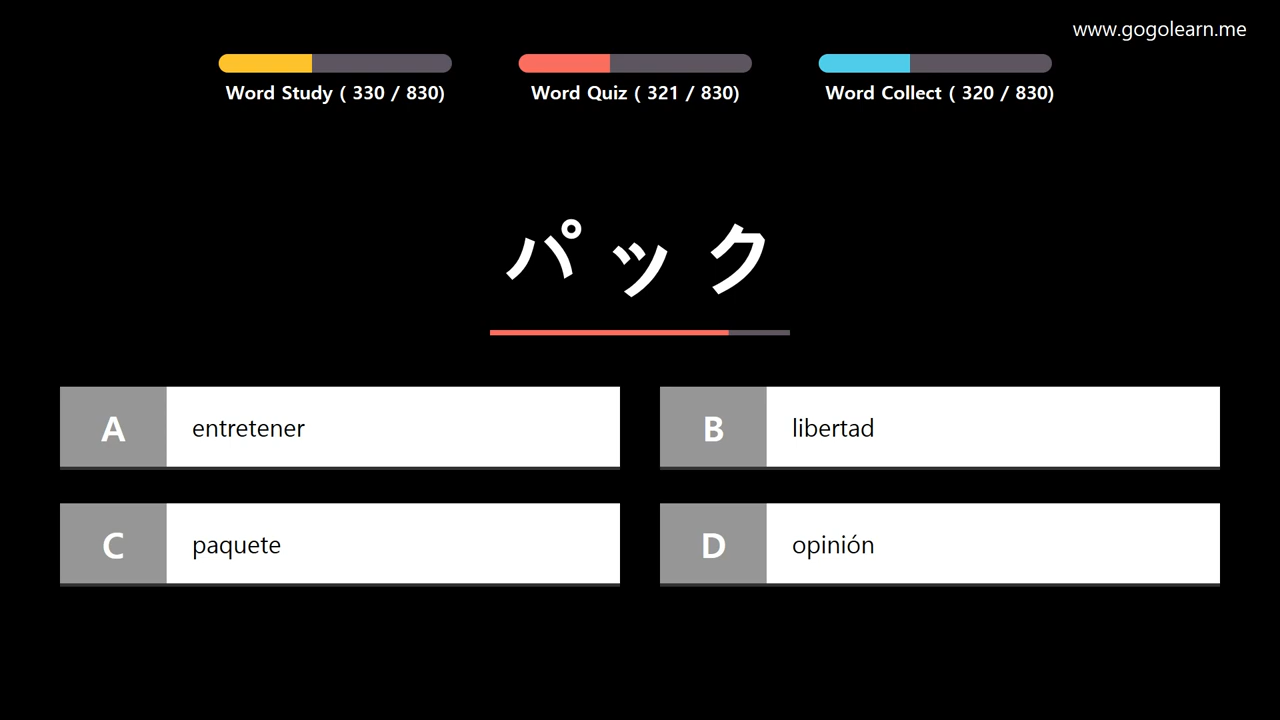 www.gogolearn.me
Word Study ( 330 / 830)
Word Quiz ( 321 / 830)
Word Collect ( 320 / 830)
パック
A entretener
B libertad
C paquete
D opinión